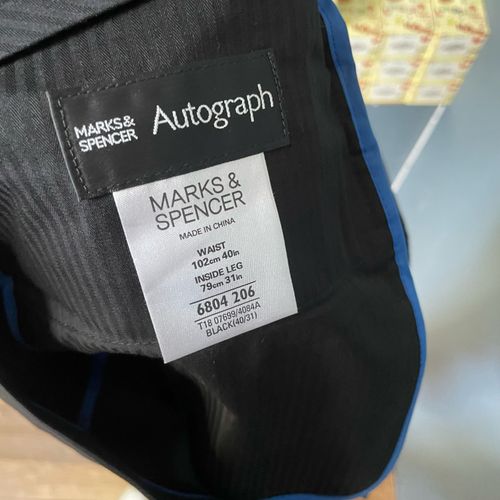 MARKS &
SPENCER
Autograph
MARKS &
SPENCER
MADE IN CHINA
WAIST
102cm 40in
INSIDE LEG
79cm 31in
6804 206
T18 07699/4084A
BLACK(40/31)